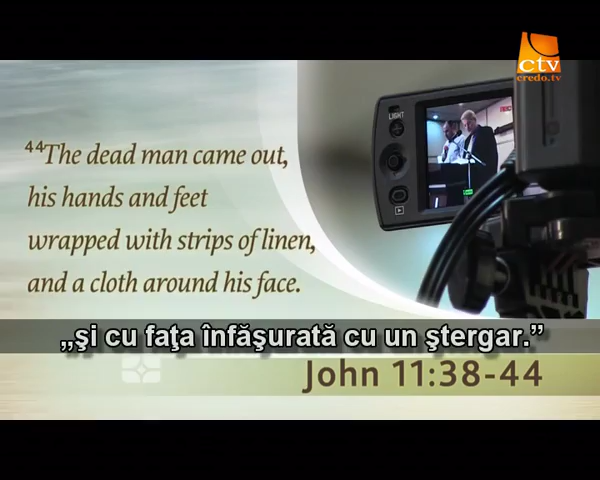 ctv
credo.tv
LIGHT
44The dead man came out,
his hands and feet
wrapped with strips of linen,
and a cloth around his face.
„şi cu faţa înfăşurată cu un ştergar.”
John 11:38-44